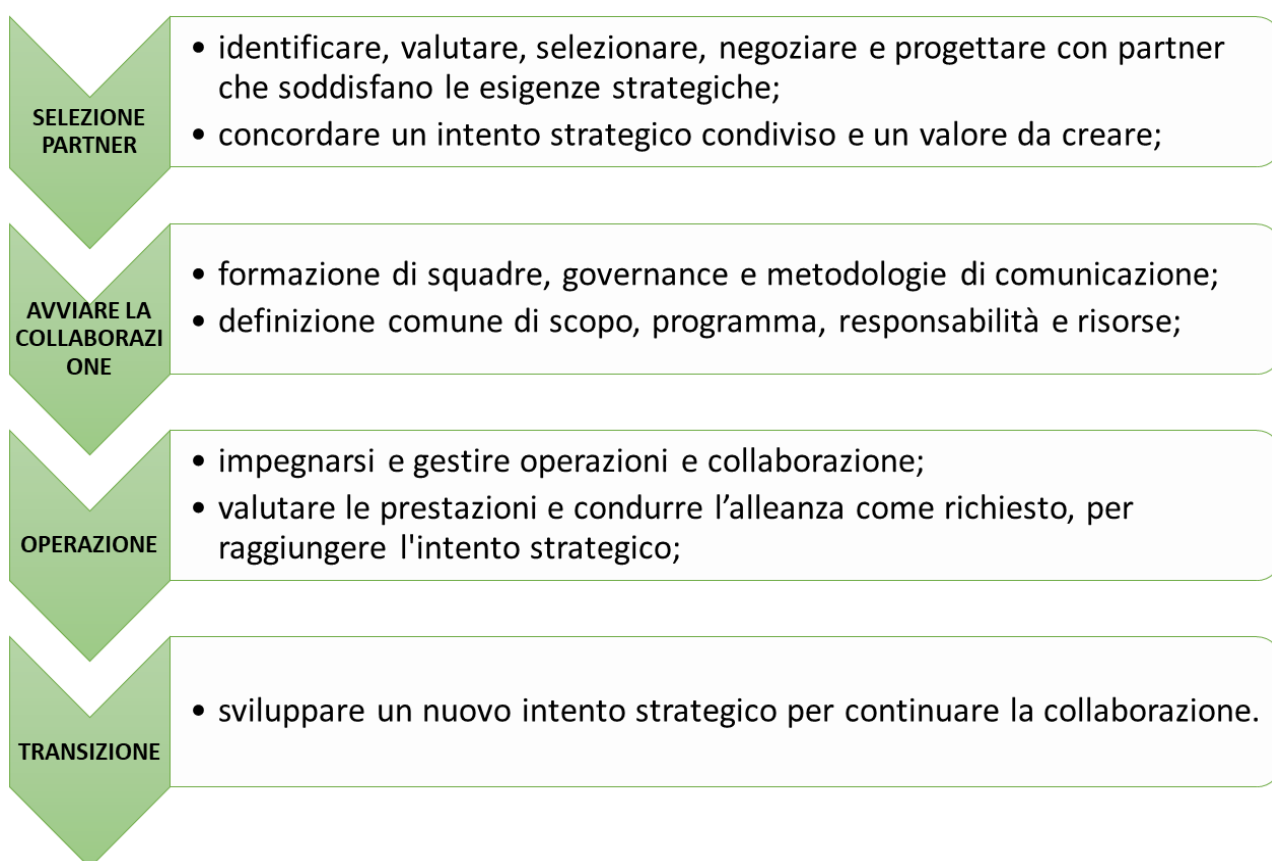 SELEZIONE
PARTNER
• identificare, valutare, selezionare, negoziare e progettare con partner
che soddisfano le esigenze strategiche;
• concordare un intento strategico condiviso e un valore da creare;
AVVIARE LA
COLLABORAZI
ONE
• formazione di squadre, governance e metodologie di comunicazione;
• definizione comune di scopo, programma, responsabilità e risorse;
OPERAZIONE
• impegnarsi e gestire operazioni e collaborazione;
• valutare le prestazioni e condurre l’alleanza come richiesto, per
raggiungere l'intento strategico;
TRANSIZIONE
• sviluppare un nuovo intento strategico per continuare la collaborazione.